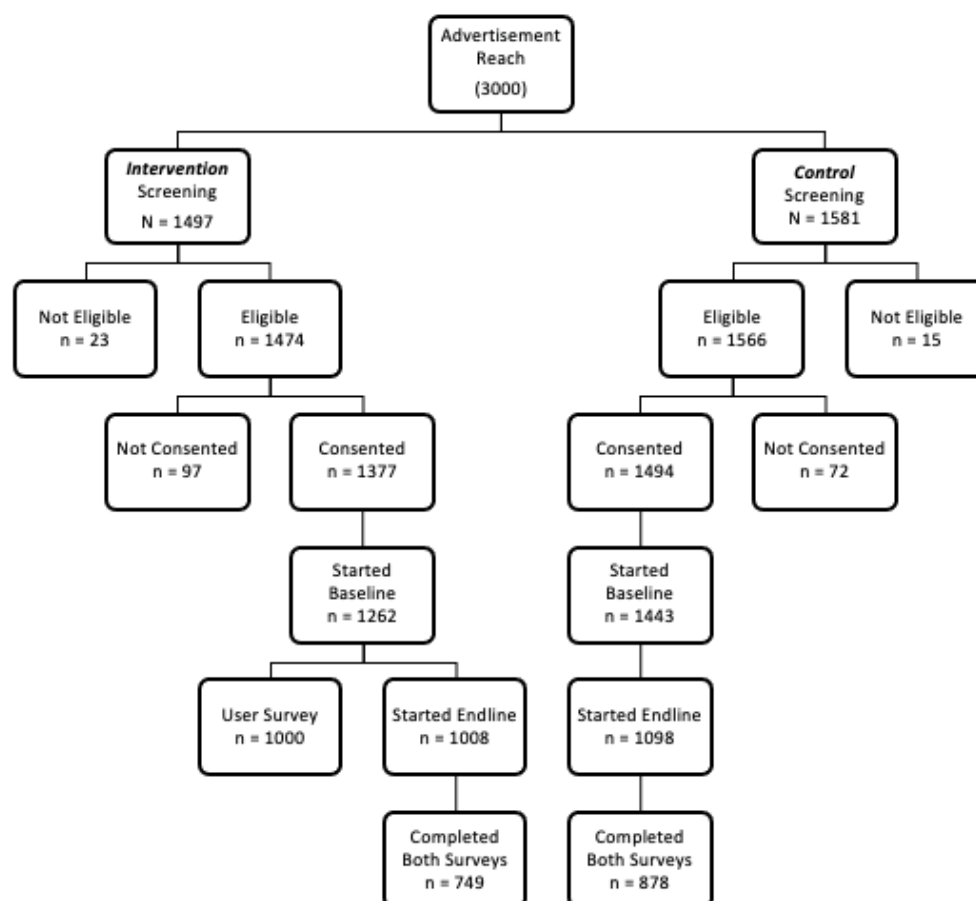 Advertisement
Reach
(3000)
Intervention
Screening
N = 1497
Control
Screening
N = 1581
Not Eligible
n = 23
Eligible
n = 1474
Eligible
n = 1566
Not Eligible
n = 15
Not Consented
n = 97
Consented
n = 1377
Consented
n = 1494
Not Consented
n = 72
Started
Baseline
n = 1262
Started
Baseline
n = 1443
User Survey
n = 1000
Started Endline
n = 1008
Started Endline
n = 1098
Completed
Both Surveys
n = 749
Completed
Both Surveys
n = 878